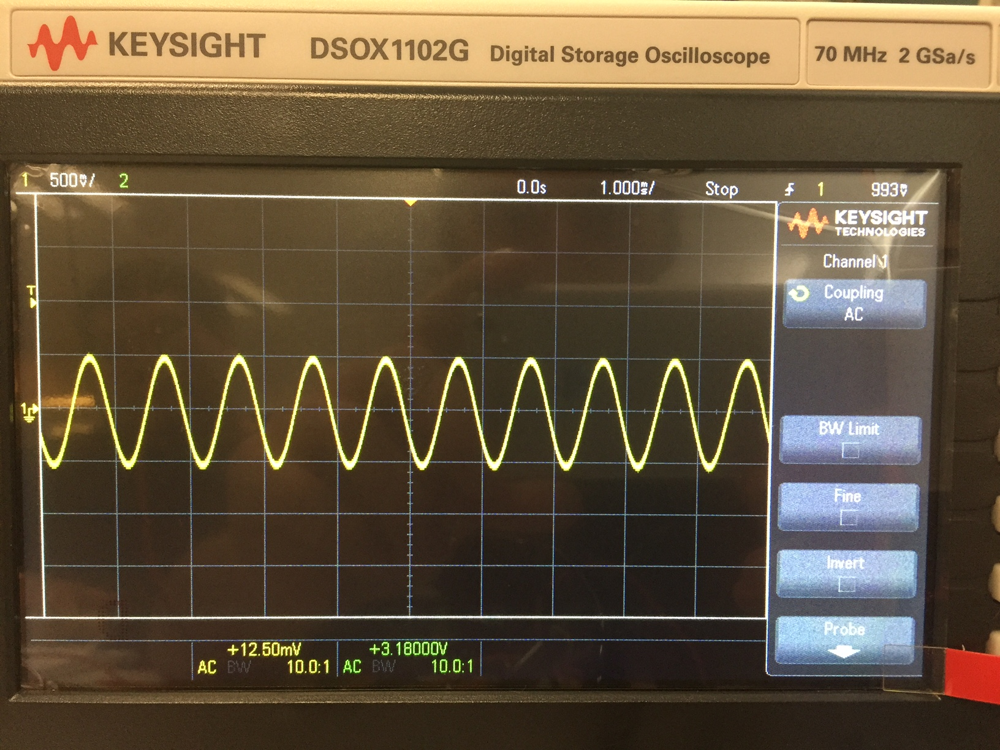 KEYSIGHT DSOX1102G Digital Storage Oscilloscope 70 MHz 2 GSa/s
1 500mV/ 2 0.0s 1.000ms/ Stop 1 993mV
KEYSIGHT
TECHNOLOGIES
Channel 1
Coupling
AC
T
1
BW Limit
Fine
Invert
Probe
+12.50mV +3.18000V
AC BW 10.0:1 AC BW 10.0:1